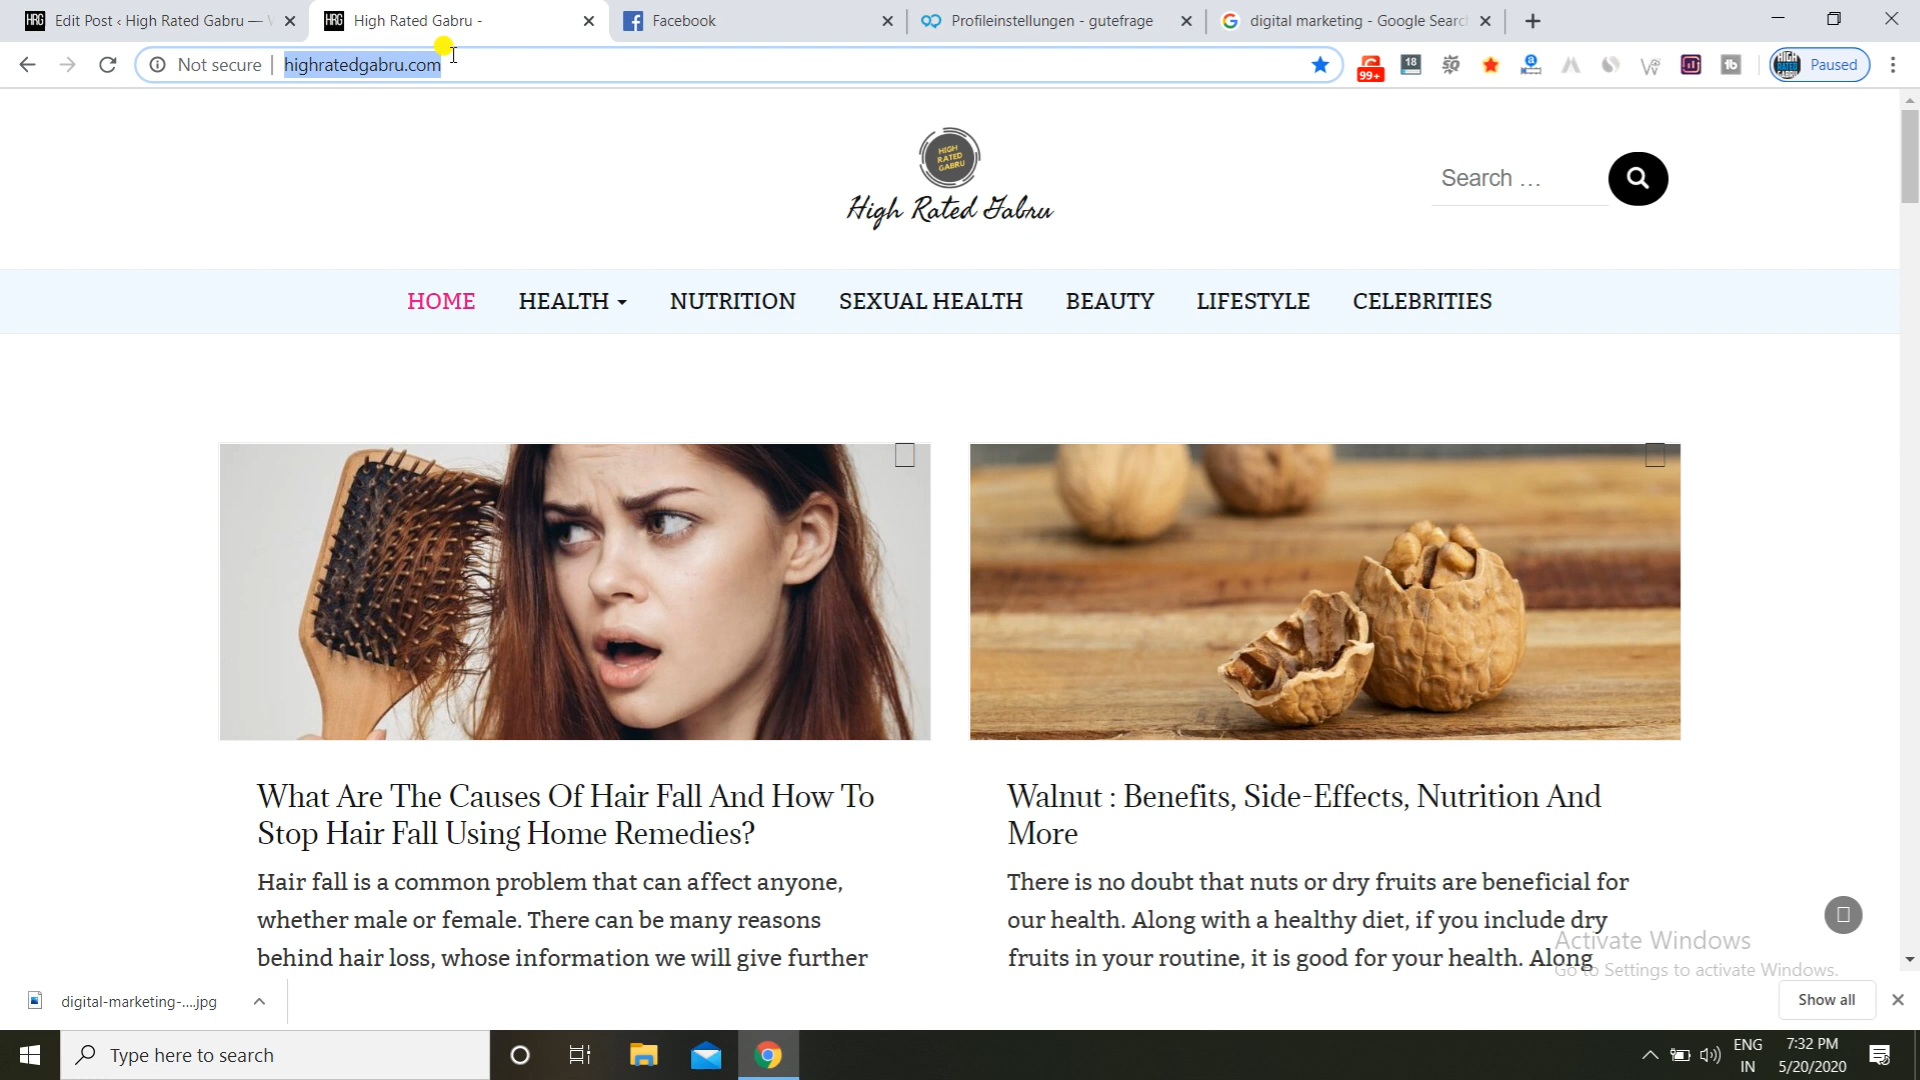 Edit Post ‹ High Rated Gabru —
High Rated Gabru -
Facebook
Profileinstellungen - gutefrage
digital marketing - Google Searc
Not secure
highratedgabru.com
99+
18
Paused
HIGH
RATED
GABRU
High Rated Gabru
Search ...
HOME
HEALTH
NUTRITION
SEXUAL HEALTH
BEAUTY
LIFESTYLE
CELEBRITIES
What Are The Causes Of Hair Fall And How To
Stop Hair Fall Using Home Remedies?
Hair fall is a common problem that can affect anyone,
whether male or female. There can be many reasons
behind hair loss, whose information we will give further
Walnut : Benefits, Side-Effects, Nutrition And
More
There is no doubt that nuts or dry fruits are beneficial for
our health. Along with a healthy diet, if you include dry
fruits in your routine, it is good for your health. Along
Activate Windows
Go to Settings to activate Windows.
digital-marketing-....jpg
Show all
Type here to search
ENG
IN
7:32 PM
5/20/2020